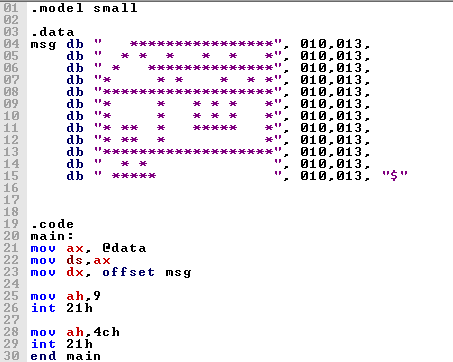 01 .model small
02
03 .data
04 msg db "   ****************", 010,013,
05     db "  * *  *   *  *   *", 010,013,
06     db " *   **************", 010,013,
07     db "*     * *    *  * *", 010,013,
08     db "*******************", 010,013,
09     db "*     *   * * *   *", 010,013,
10     db "*     *   * * *   *", 010,013,
11     db "* **  *   *****   *", 010,013,
12     db "* **  *           *", 010,013,
13     db "*******************", 010,013,
14     db "  * *              ", 010,013,
15     db " *****             ", 010,013, "$"
16
17
18
19 .code
20 main:
21 mov ax, @data
22 mov ds,ax
23 mov dx, offset msg
24
25 mov ah,9
26 int 21h
27
28 mov ah,4ch
29 int 21h
30 end main